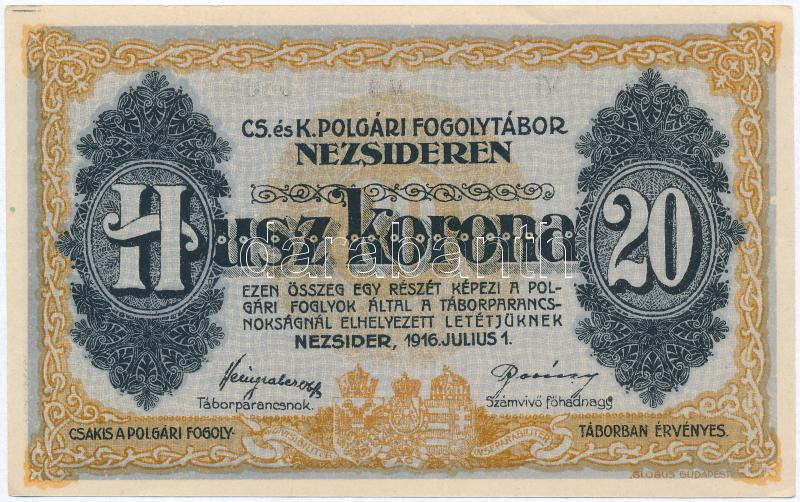 CS. és K. POLGÁRI FOGOLYTÁBOR
NEZSIDEREN
Husz korona
20
EZEN ÖSSZEG EGY RÉSZÉT KÉPEZI A POL-
GÁRI FOGLYOK ÁLTAL A TÁBORPARANCS-
NOKSÁGNÁL ELHELYEZETT LETÉTJÜKNEK
NEZSIDER, 1916. JULIUS 1.
Táborparancsnok.
Számvivő főhadnagy
CSAKIS A POLGÁRI FOGOLY-
TÁBORBAN ÉRVÉNYES.
"GLOBUS" BUDAPEST
darabanth